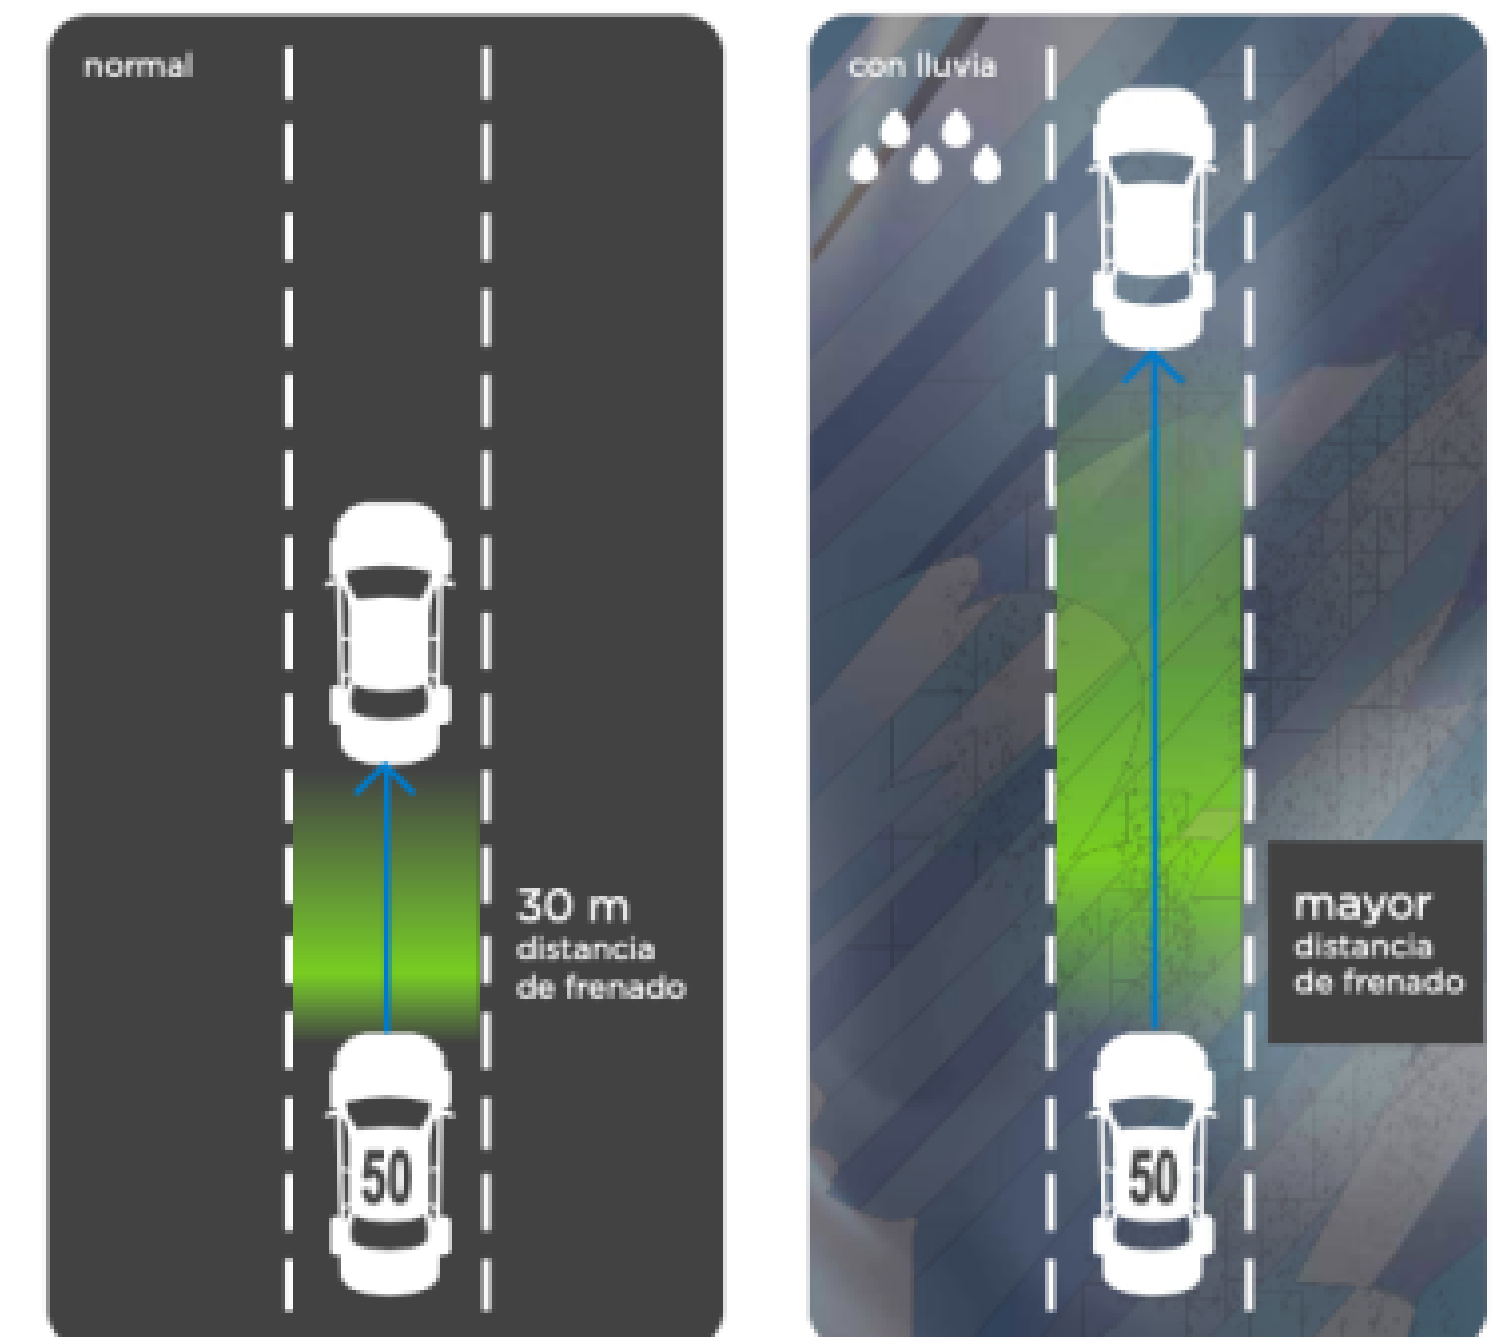 normal
30 m
distancia
de frenado
50
con lluvia
mayor
distancia
de frenado
50